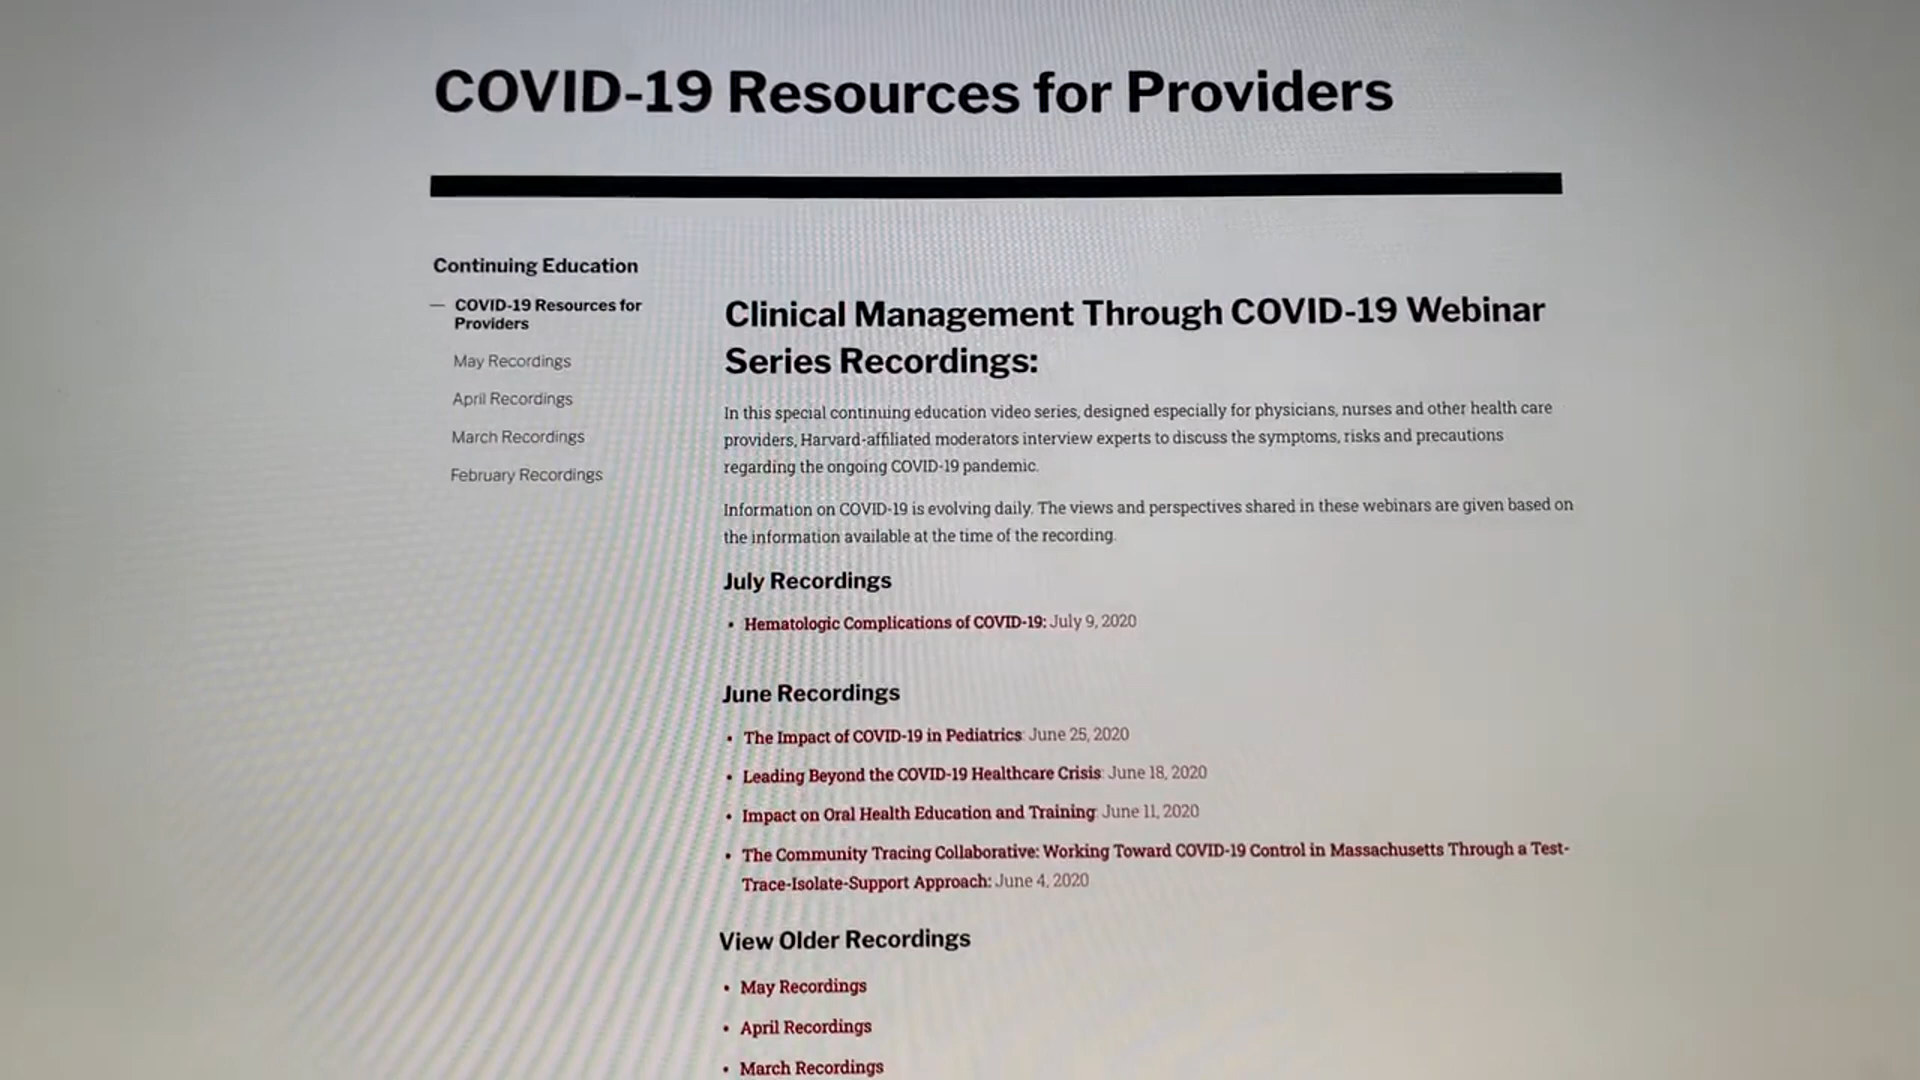 COVID-19 Resources for Providers
Continuing Education
— COVID-19 Resources for
Providers
May Recordings
April Recordings
March Recordings
February Recordings
Clinical Management Through COVID-19 Webinar
Series Recordings:
In this special continuing education video series, designed especially for physicians, nurses and other health care
providers, Harvard-affiliated moderators interview experts to discuss the symptoms, risks and precautions
regarding the ongoing COVID-19 pandemic.
Information on COVID-19 is evolving daily. The views and perspectives shared in these webinars are given based on
the information available at the time of the recording.
July Recordings
• Hematologic Complications of COVID-19: July 9, 2020
June Recordings
• The Impact of COVID-19 in Pediatrics: June 25, 2020
• Leading Beyond the COVID-19 Healthcare Crisis: June 18, 2020
• Impact on Oral Health Education and Training: June 11, 2020
• The Community Tracing Collaborative: Working Toward COVID-19 Control in Massachusetts Through a Test-
Trace-Isolate-Support Approach: June 4, 2020
View Older Recordings
• May Recordings
• April Recordings
• March Recordings